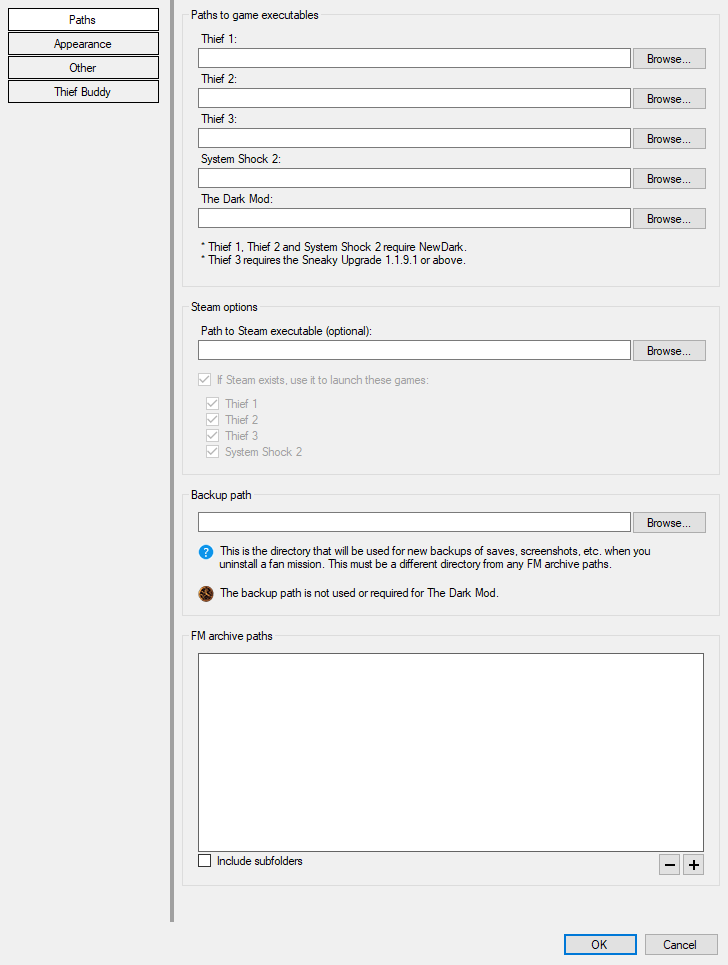 Paths
Appearance
Other
Thief Buddy
Paths to game executables
Thief 1:
Browse...
Thief 2:
Browse...
Thief 3:
Browse...
System Shock 2:
Browse...
The Dark Mod:
Browse...
* Thief 1, Thief 2 and System Shock 2 require NewDark.
* Thief 3 requires the Sneaky Upgrade 1.1.9.1 or above.
Steam options
Path to Steam executable (optional):
Browse...
If Steam exists, use it to launch these games:
Thief 1
Thief 2
Thief 3
System Shock 2
Backup path
Browse...
This is the directory that will be used for new backups of saves, screenshots, etc. when you
uninstall a fan mission. This must be a different directory from any FM archive paths.
The backup path is not used or required for The Dark Mod.
FM archive paths
Include subfolders
OK
Cancel